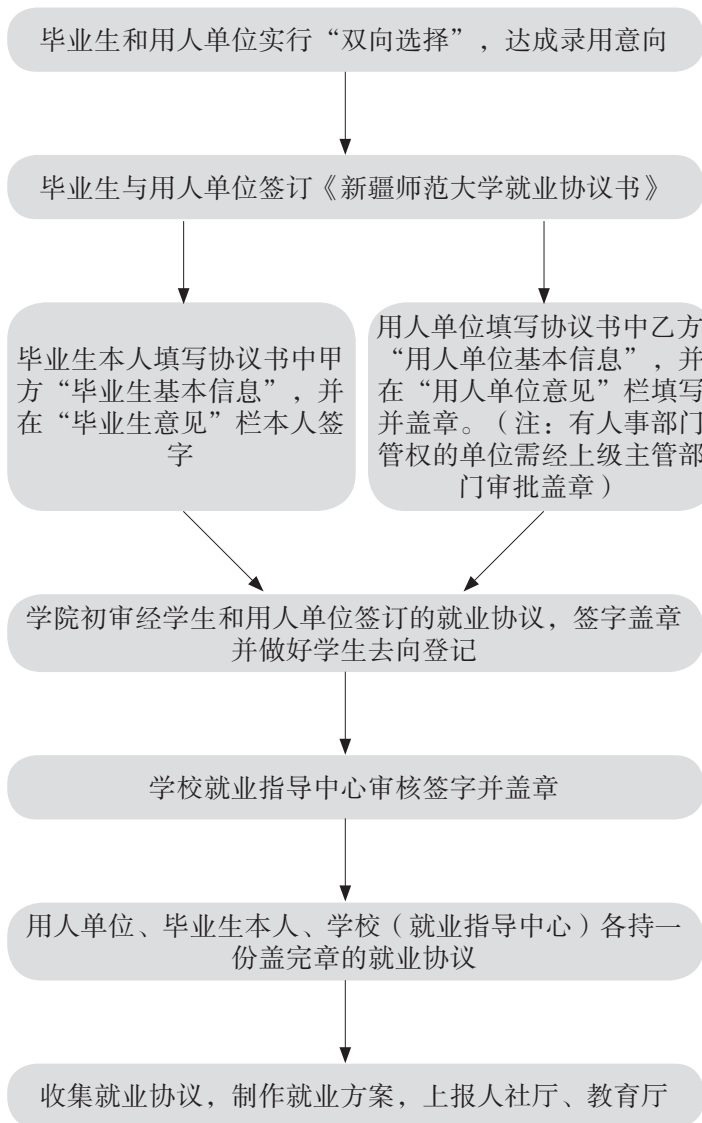 毕业生和用人单位实行“双向选择”，达成录用意向
毕业生与用人单位签订《新疆师范大学就业协议书》
毕业生本人填写协议书中甲
方“毕业生基本信息”，并
在“毕业生意见”栏本人签
字
用人单位填写协议书中乙方
“用人单位基本信息”，并
在“用人单位意见”栏填写
并盖章。（注：有人事部门
管权的单位需经上级主管部
门审批盖章）
学院初审经学生和用人单位签订的就业协议，签字盖章
并做好学生去向登记
学校就业指导中心审核签字并盖章
用人单位、毕业生本人、学校（就业指导中心）各持一
份盖完章的就业协议
收集就业协议，制作就业方案，上报人社厅、教育厅